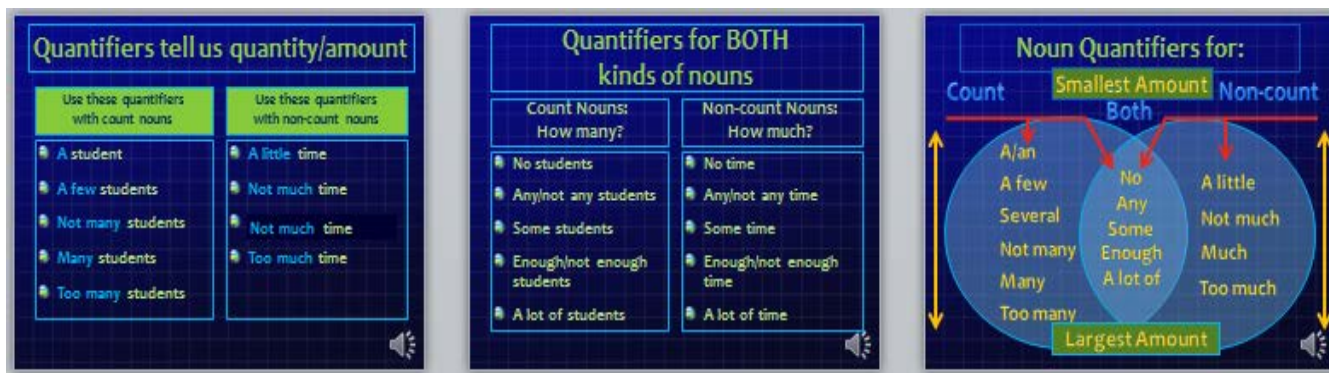 Quantifiers tell us quantity/amount
Use these quantifiers
with count nouns
Use these quantifiers
with non-count nouns
A student
A few students
Not many students
Many students
Too many students
A little time
Not much time
Not much time
Too much time
Quantifiers for BOTH
kinds of nouns
Count Nouns:
How many?
Non-count Nouns:
How much?
No students
Any/not any students
Some students
Enough/not enough
students
A lot of students
No time
Any/not any time
Some time
Enough/not enough
time
A lot of time
Noun Quantifiers for:
Smallest Amount
Count
Both
Non-count
A/an
A few
Several
Not many
Many
Too many
No
Any
Some
Enough
A lot of
A little
Not much
Much
Too much
Largest Amount